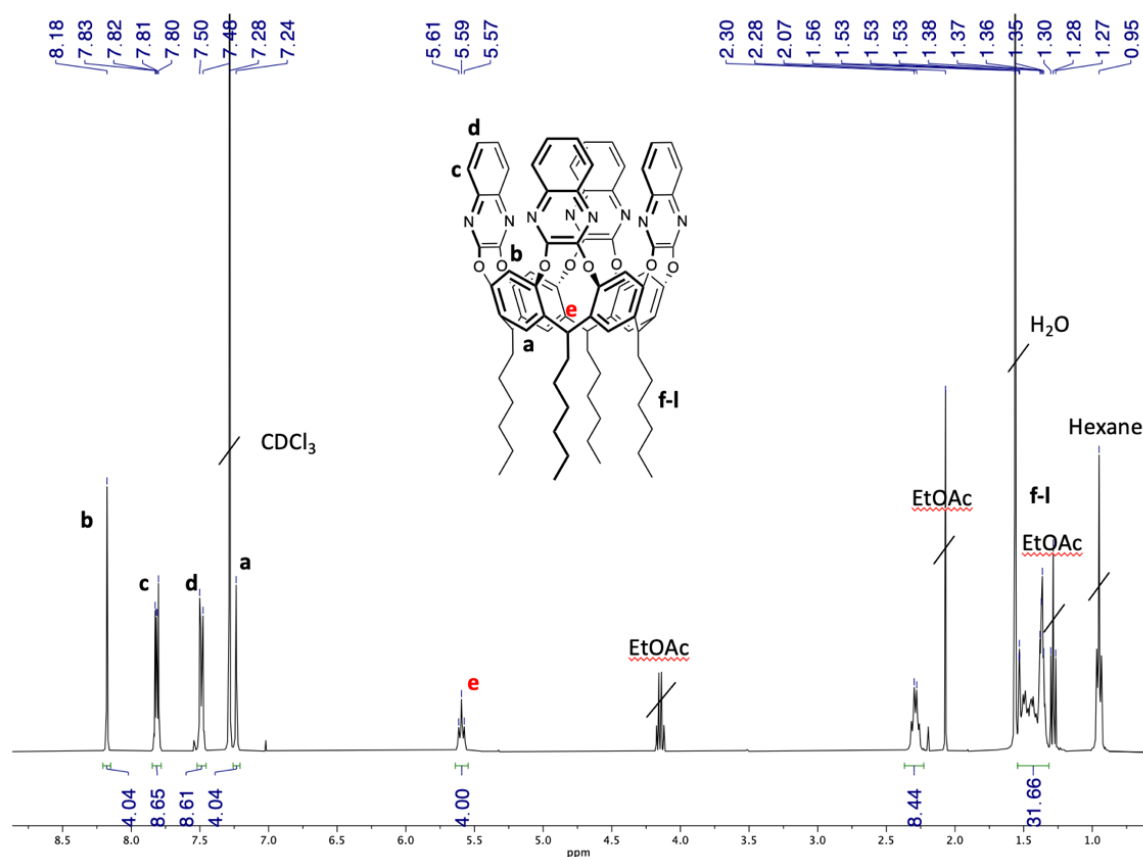 8.18
7.83
7.82
7.81
7.80
7.50
7.48
7.28
7.24
5.61
5.59
5.57
2.30
2.28
2.07
1.56
1.53
1.53
1.53
1.38
1.37
1.36
1.35
1.30
1.28
1.27
0.95
d
c
N N N N N N N N
b
O O O O O O O O
e
a
f-l
H2O
CDCl3
Hexane
EtOAc
f-l
EtOAc
b
c
d
a
EtOAc
e
4.04
8.65
8.61
4.04
4.00
8.44
31.66
8.5 8.0 7.5 7.0 6.5 6.0 5.5 5.0 4.5 4.0 3.5 3.0 2.5 2.0 1.5 1.0
ppm